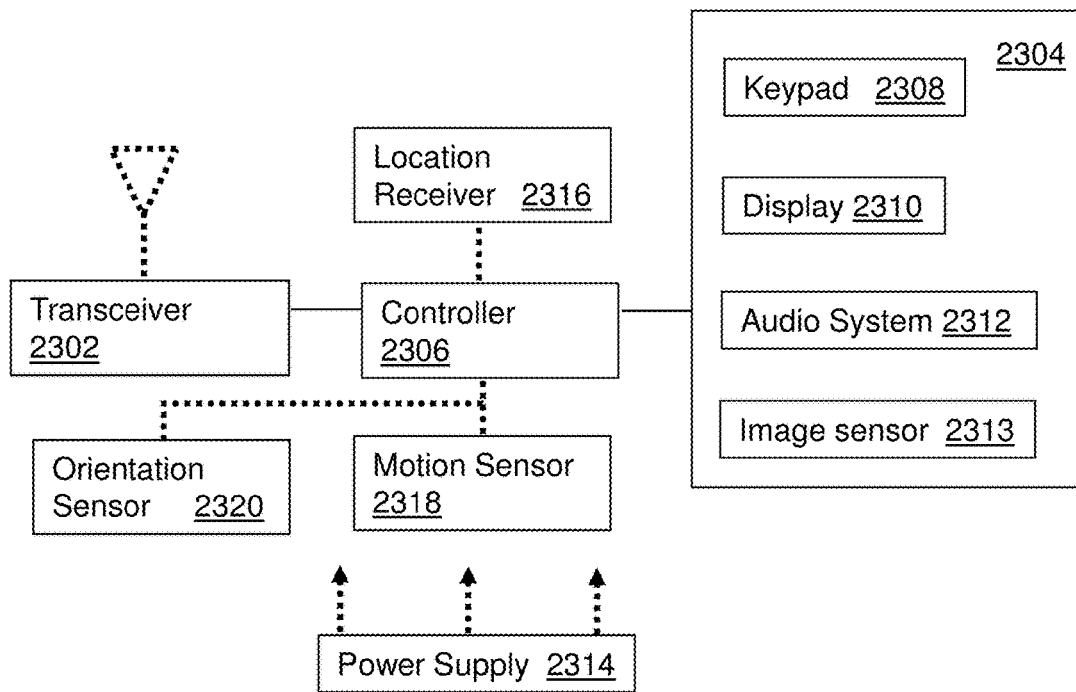 2304
Keypad 2308
Location
Receiver 2316
Display 2310
Transceiver
2302
Controller
2306
Audio System 2312
Image sensor 2313
Orientation
Sensor 2320
Motion Sensor
2318
Power Supply 2314